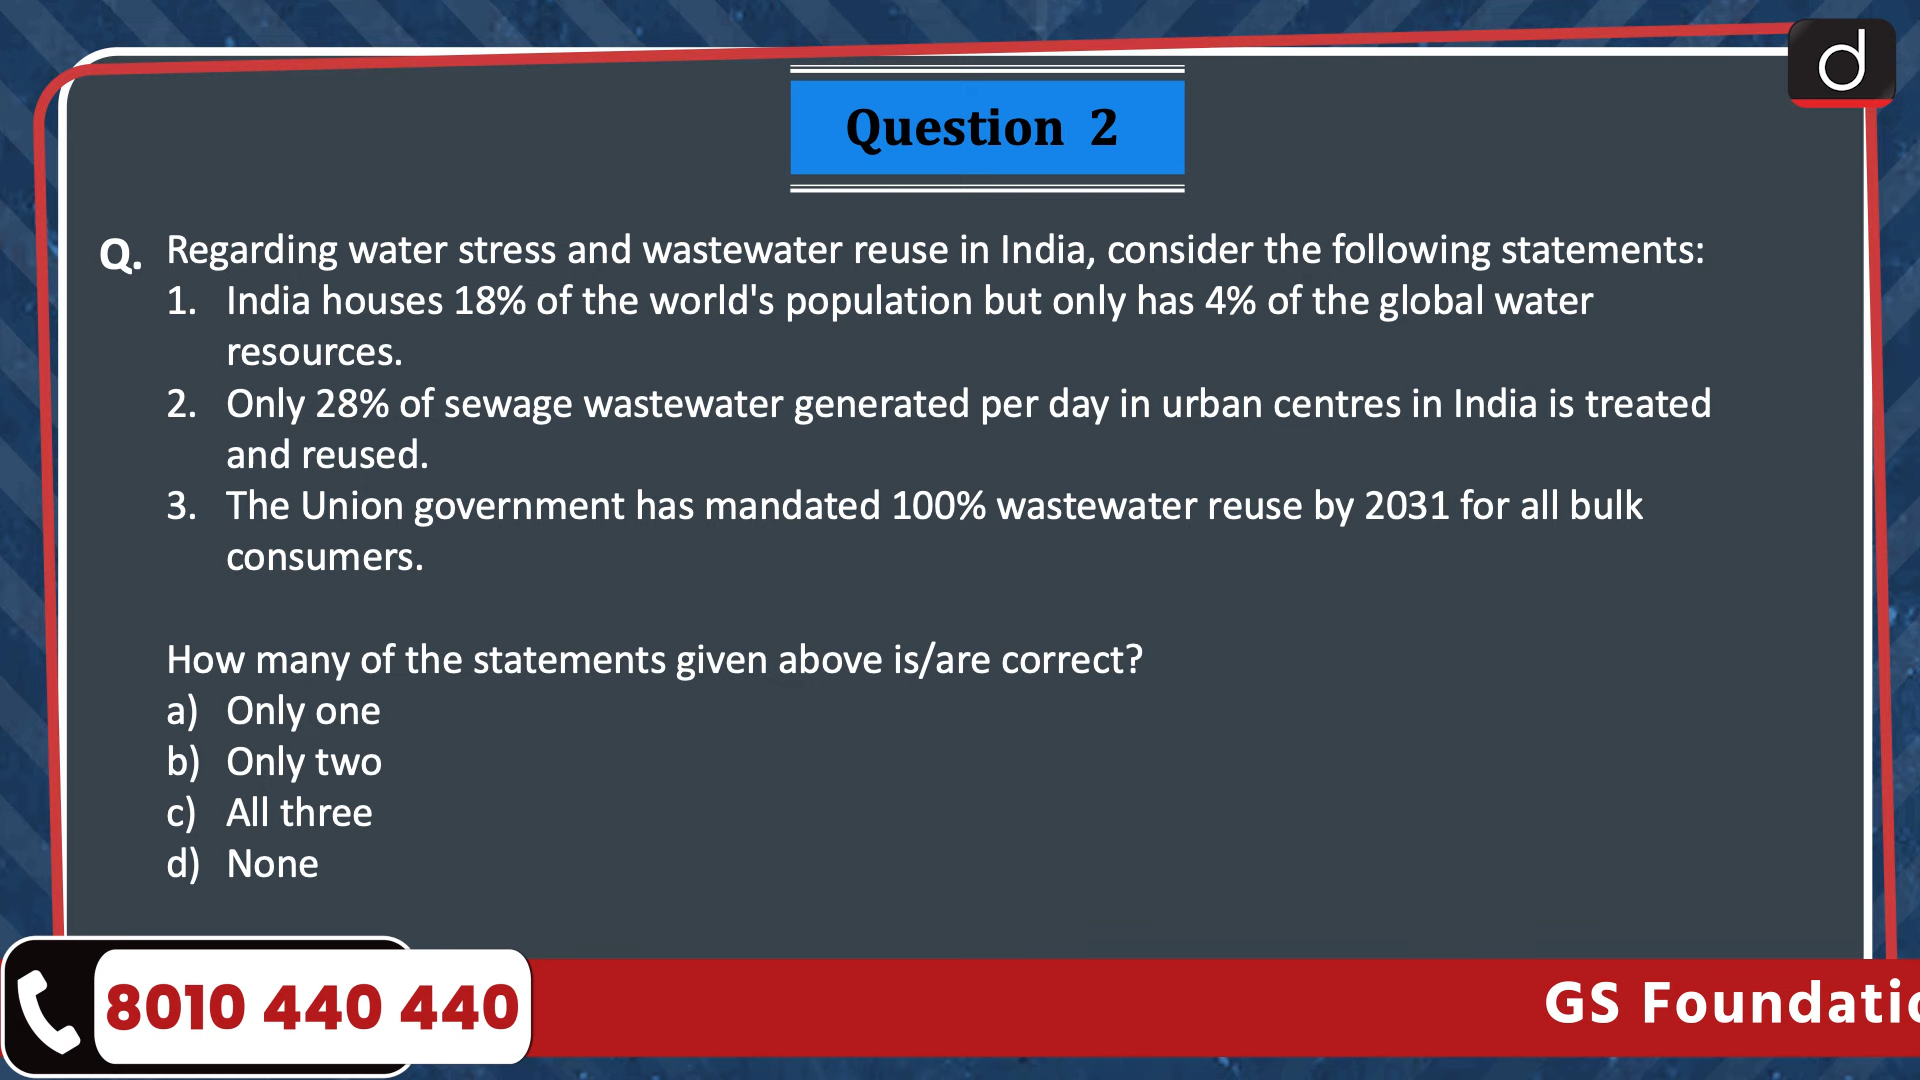 d
Question 2
Q. Regarding water stress and wastewater reuse in India, consider the following statements:
1. India houses 18% of the world's population but only has 4% of the global water
resources.
2. Only 28% of sewage wastewater generated per day in urban centres in India is treated
and reused.
3. The Union government has mandated 100% wastewater reuse by 2031 for all bulk
consumers.
How many of the statements given above is/are correct?
a) Only one
b) Only two
c) All three
d) None
8010 440 440
GS Foundatio